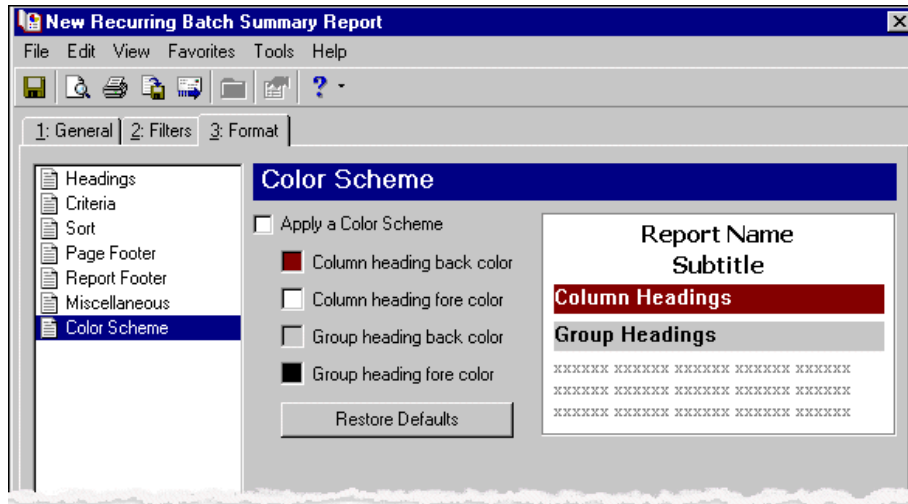 New Recurring Batch Summary Report
File Edit View Favorites Tools Help
1: General 2: Filters 3: Format
Headings
Criteria
Sort
Page Footer
Report Footer
Miscellaneous
Color Scheme
Color Scheme
Apply a Color Scheme
Column heading back color
Column heading fore color
Group heading back color
Group heading fore color
Restore Defaults
Report Name
Subtitle
Column Headings
Group Headings
xxxxxx xxxxxx xxxxxx xxxxxx xxxxxx
xxxxxx xxxxxx xxxxxx xxxxxx xxxxxx
xxxxxx xxxxxx xxxxxx xxxxxx xxxxxx